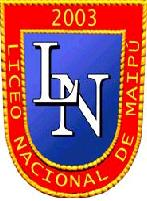 2003
LN
LICEO NACIONAL DE MAIPÚ